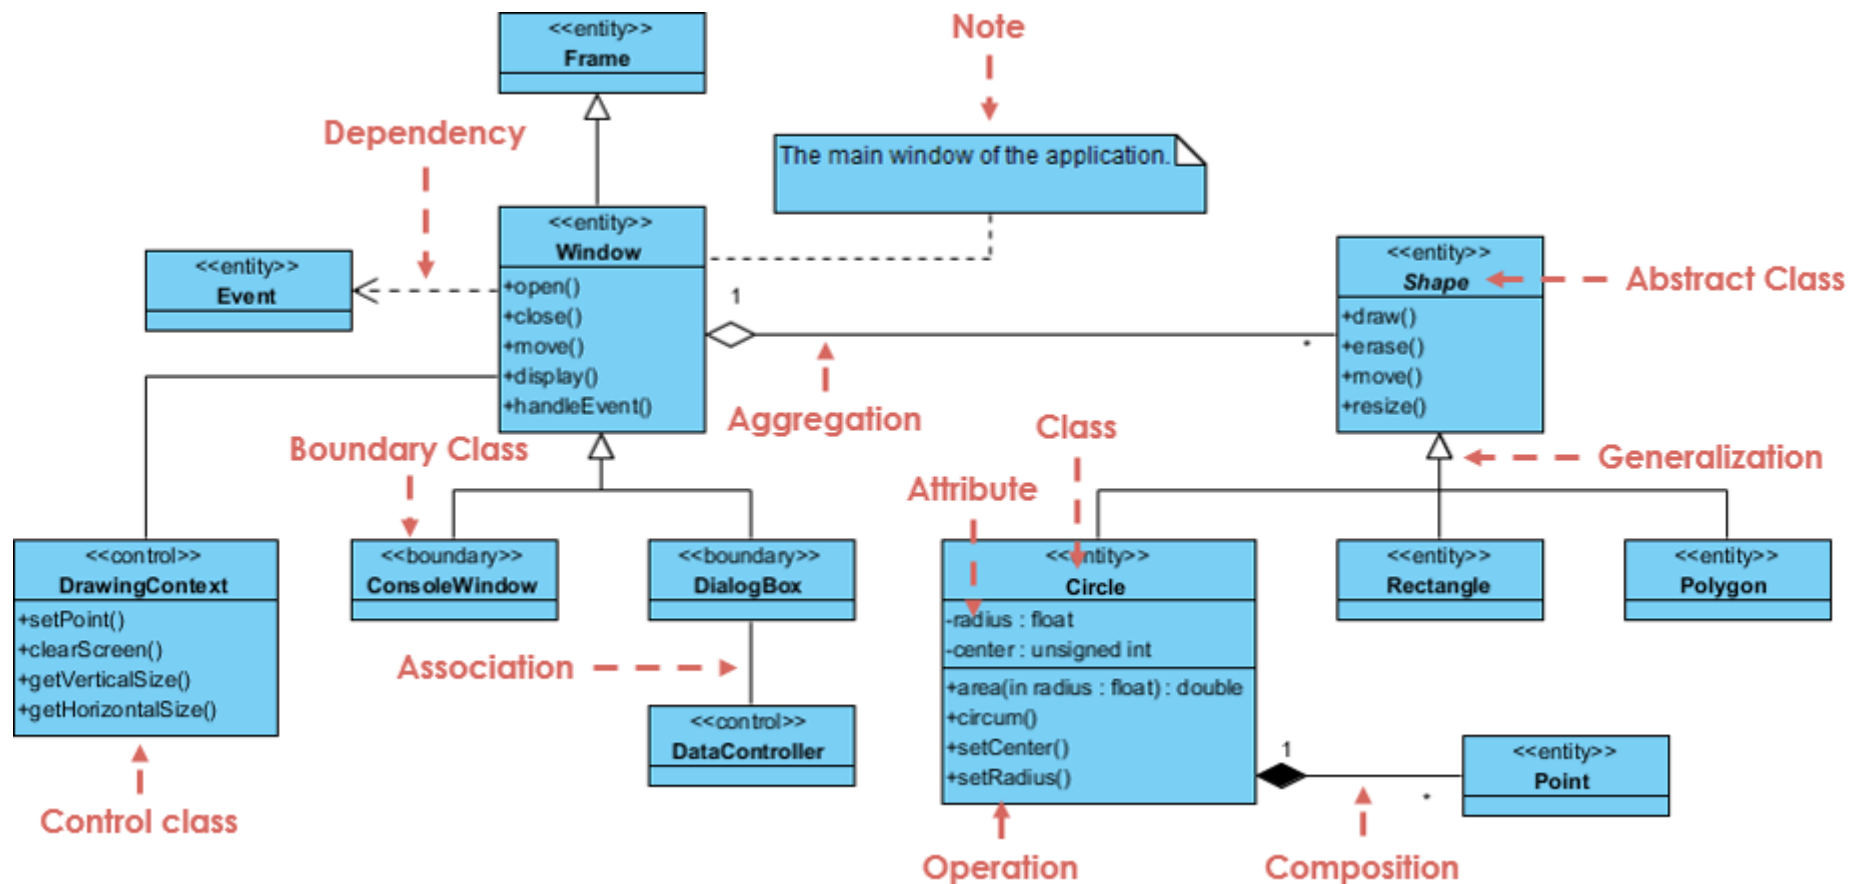 <<entity>>
Frame
Note
Dependency
The main window of the application.
<<entity>>
Window
+open()
+close()
+move()
+display()
+handleEvent()
<<entity>>
Event
1
*
Aggregation
<<entity>>
Shape
+draw()
+erase()
+move()
+resize()
Abstract Class
Generalization
Boundary Class
Class
Attribute
<<control>>
DrawingContext
+setPoint()
+clearScreen()
+getVerticalSize()
+getHorizontalSize()
Control class
<<boundary>>
ConsoleWindow
<<boundary>>
DialogBox
Association
<<control>>
DataController
<<entity>>
Circle
-radius : float
-center : unsigned int
+area(in radius : float) : double
+circum()
+setCenter()
+setRadius()
Operation
<<entity>>
Rectangle
<<entity>>
Polygon
1
*
Composition
<<entity>>
Point